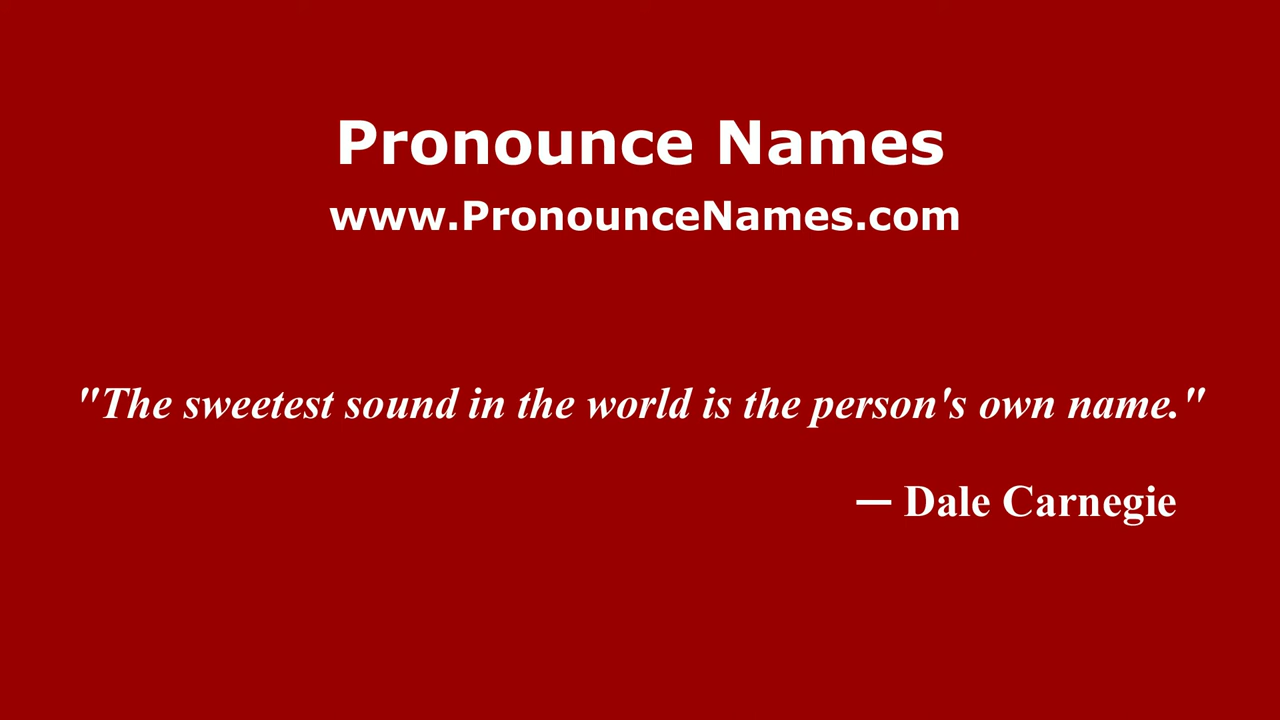 Pronounce Names
www.PronounceNames.com
"The sweetest sound in the world is the person's own name."
— Dale Carnegie